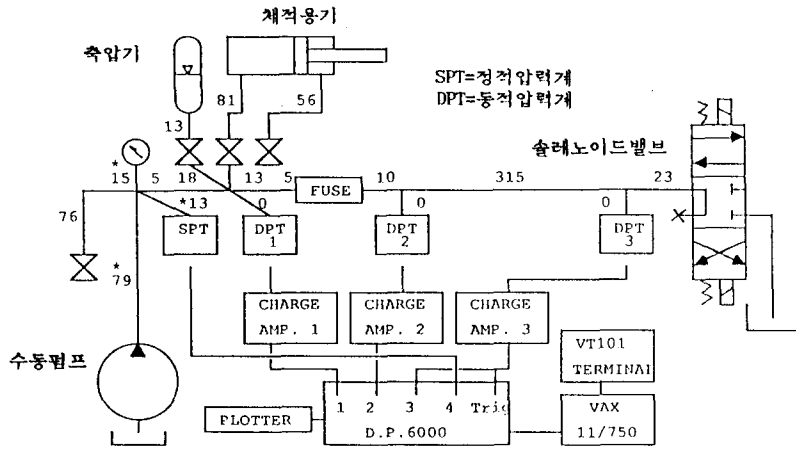 체적용기
축압기
SPT=정적압력계
DPT=동적압력계
81
56
13
솔레노이드밸브
*
15 5 18 13 5 FUSE 10 315 23
76
*13 0 0 0
SPT
DPT
1
DPT
2
DPT
3
*
79
CHARGE
AMP. 1
CHARGE
AMP. 2
CHARGE
AMP. 3
수동펌프
VT101
TERMINAL
1 2 3 4 Trig
D.P.6000
PLOTTER
VAX
11/750